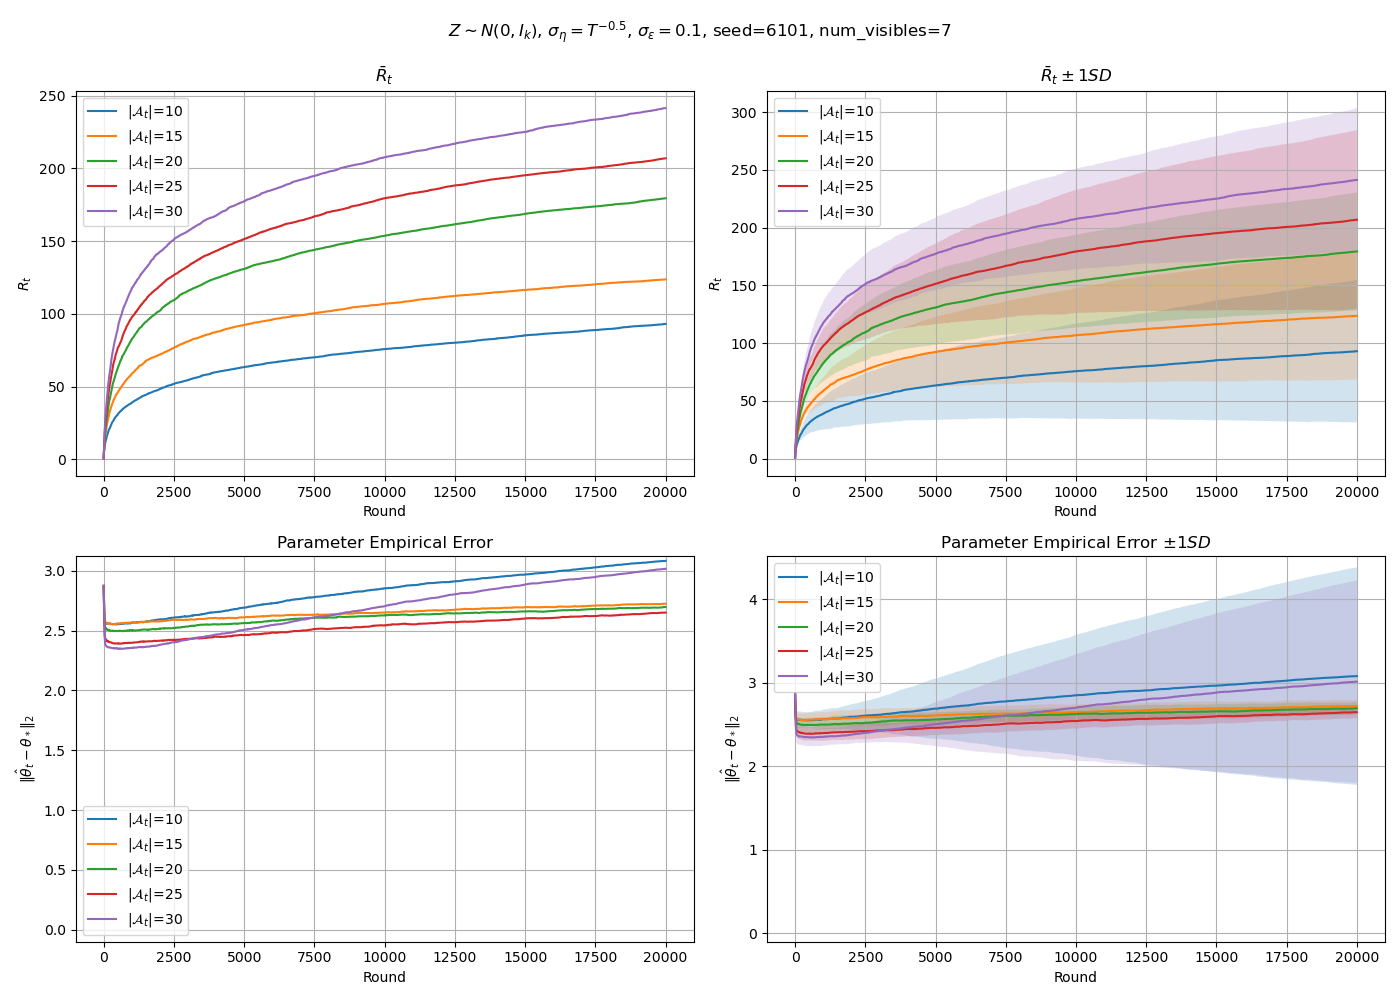 Z ~ N(0, I_k), σ_η = T^{-0.5}, σ_ε = 0.1, seed=6101, num_visibles=7
R̄_t
R_t
250
200
150
100
50
0
|𝒜_t|=10
|𝒜_t|=15
|𝒜_t|=20
|𝒜_t|=25
|𝒜_t|=30
0 2500 5000 7500 10000 12500 15000 17500 20000
Round
R̄_t ± 1SD
R_t
300
250
200
150
100
50
0
|𝒜_t|=10
|𝒜_t|=15
|𝒜_t|=20
|𝒜_t|=25
|𝒜_t|=30
0 2500 5000 7500 10000 12500 15000 17500 20000
Round
Parameter Empirical Error
‖θ̂_t − θ_*‖_2
3.0
2.5
2.0
1.5
1.0
0.5
0.0
|𝒜_t|=10
|𝒜_t|=15
|𝒜_t|=20
|𝒜_t|=25
|𝒜_t|=30
0 2500 5000 7500 10000 12500 15000 17500 20000
Round
Parameter Empirical Error ±1SD
‖θ̂_t − θ_*‖_2
4
3
2
1
0
|𝒜_t|=10
|𝒜_t|=15
|𝒜_t|=20
|𝒜_t|=25
|𝒜_t|=30
0 2500 5000 7500 10000 12500 15000 17500 20000
Round